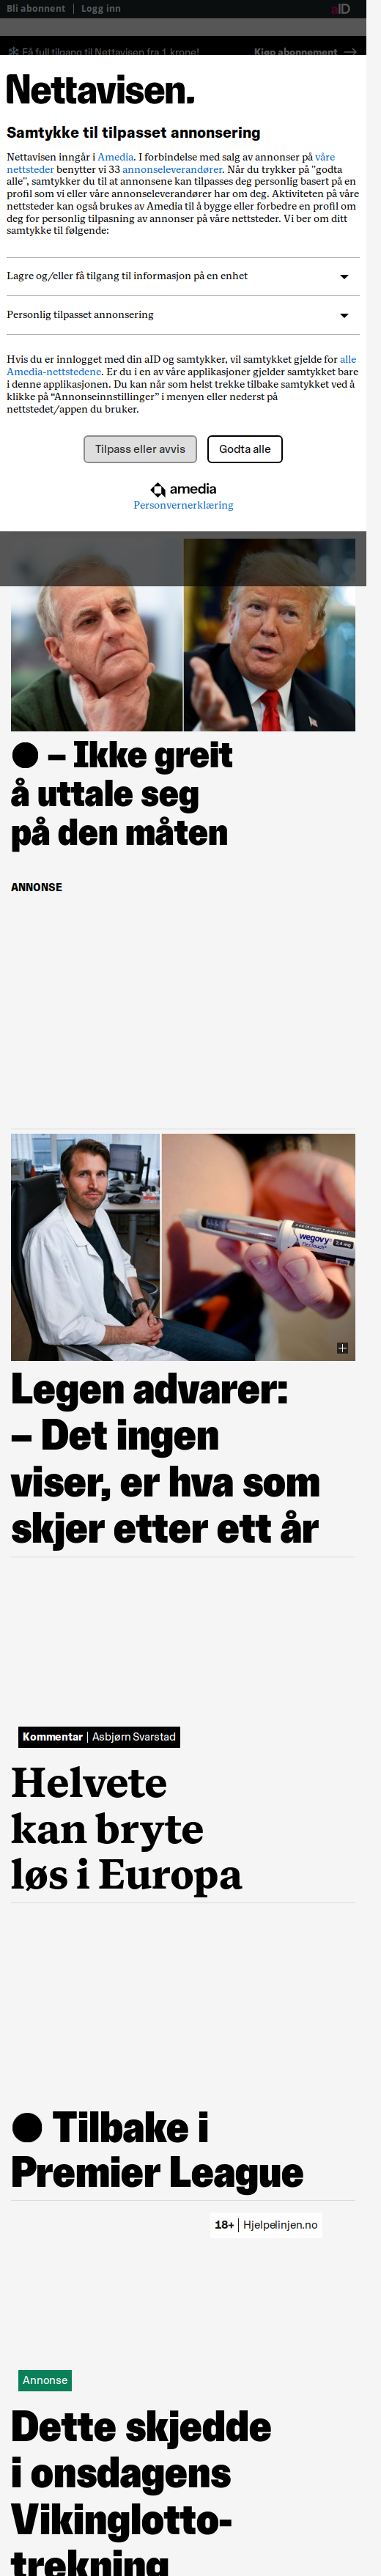 Bli abonnent | Logg inn
aID
Få full tilgang til Nettavisen fra 1 krone!
Kjøp abonnement →
Nettavisen.
Samtykke til tilpasset annonsering
Nettavisen inngår i Amedia. I forbindelse med salg av annonser på våre
nettsteder benytter vi 33 annonseleverandører. Når du trykker på "godta
alle", samtykker du til at annonsene kan tilpasses deg personlig basert på en
profil som vi eller våre annonseleverandører har om deg. Aktiviteten på våre
nettsteder kan også brukes av Amedia til å bygge eller forbedre en profil om
deg for personlig tilpasning av annonser på våre nettsteder. Vi ber om ditt
samtykke til følgende:
Lagre og/eller få tilgang til informasjon på en enhet
Personlig tilpasset annonsering
Hvis du er innlogget med din aID og samtykker, vil samtykket gjelde for alle
Amedia-nettstedene. Er du i en av våre applikasjoner gjelder samtykket bare
i denne applikasjonen. Du kan når som helst trekke tilbake samtykket ved å
klikke på “Annonseinnstillinger” i menyen eller nederst på
nettstedet/appen du bruker.
Tilpass eller avvis
Godta alle
amedia
Personvernerklæring
● – Ikke greit
å uttale seg
på den måten
ANNONSE
wegovy
Legen advarer:
– Det ingen
viser, er hva som
skjer etter ett år
Kommentar | Asbjørn Svarstad
Helvete
kan bryte
løs i Europa
● Tilbake i
Premier League
18+ | Hjelpelinjen.no
Annonse
Dette skjedde
i onsdagens
Vikinglotto-
trekning